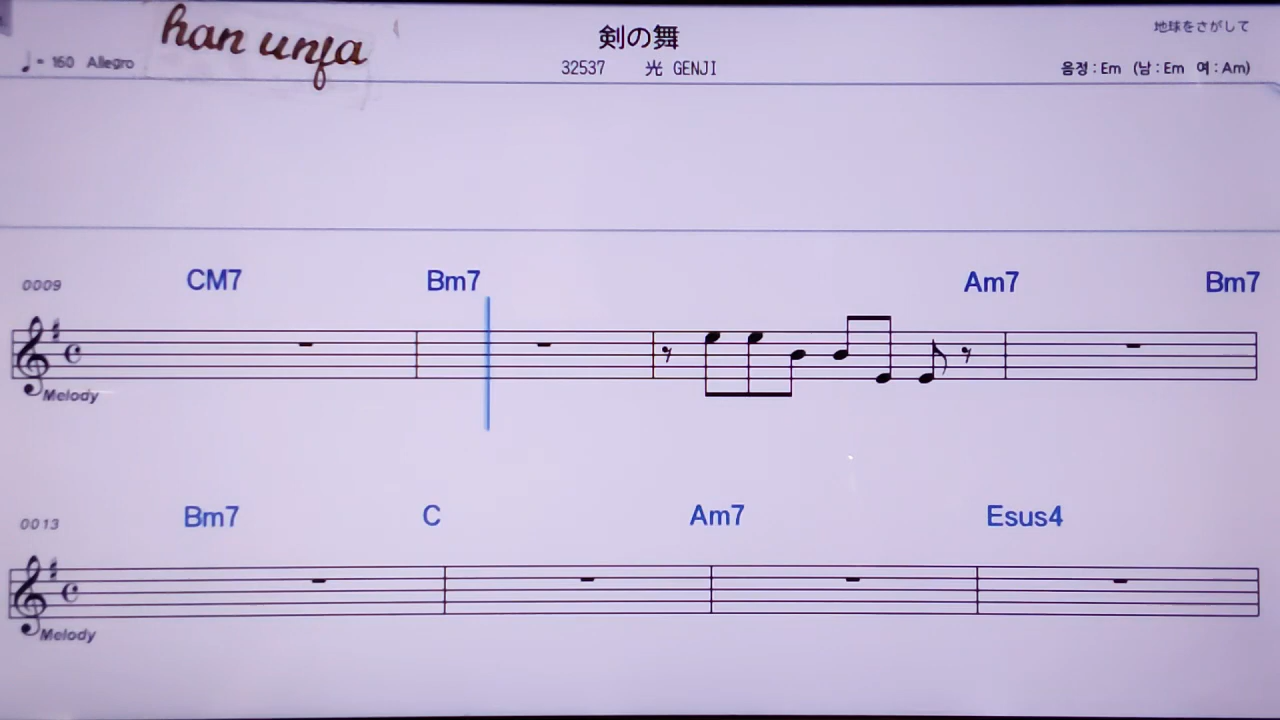 han unfa
剣の舞
地球をさがして
♩ = 160 Allegro
32537 光 GENJI
음정 : Em (남 : Em 여 : Am)
0009 CM7 Bm7 Am7 Bm7
Melody
0013 Bm7 C Am7 Esus4
Melody